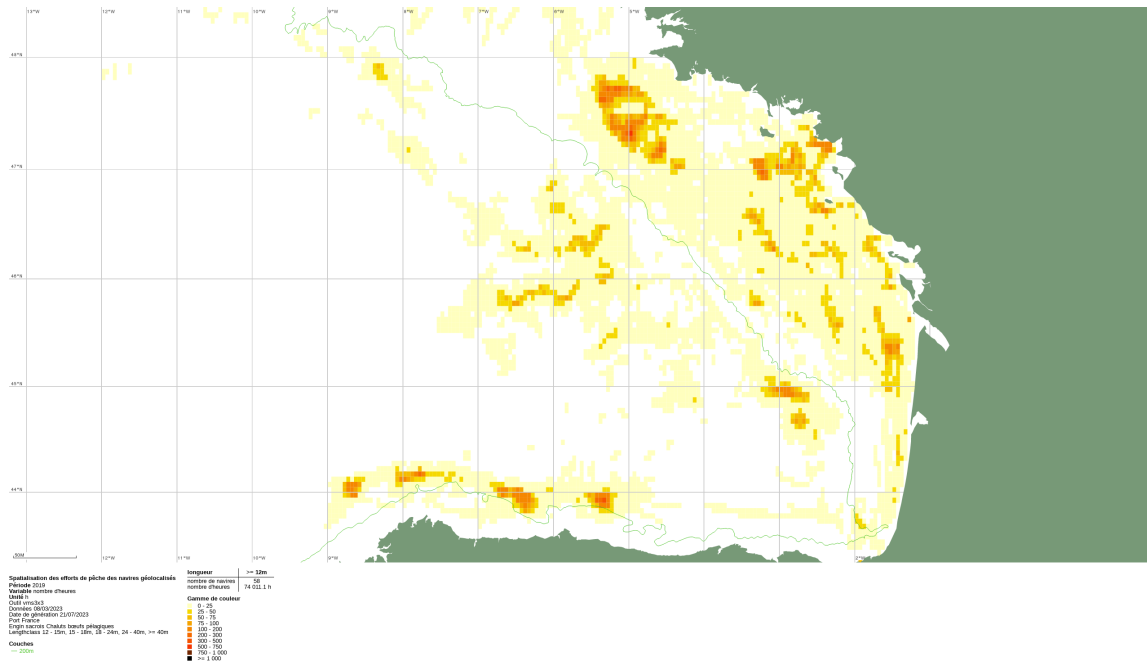 13°W 12°W 11°W 10°W 9°W 8°W 7°W 6°W 5°W
48°N
47°N
46°N
45°N
44°N
50M 12°W 11°W 10°W 9°W 2°W
Spatialisation des efforts de pêche des navires géolocalisés
Période 2019
Variable nombre d'heures
Unité h
Outil vms3x3
Données 08/03/2023
Date de génération 21/07/2023
Port France
Engin sacrois Chaluts bœufs pélagiques
Lengthclass 12 - 15m, 15 - 18m, 18 - 24m, 24 - 40m, >= 40m
Couches
200m
longueur >= 12m
nombre de navires 58
nombre d'heures 74 011.1 h
Gamme de couleur
0 - 25
25 - 50
50 - 75
75 - 100
100 - 200
200 - 300
300 - 500
500 - 750
750 - 1 000
>= 1 000